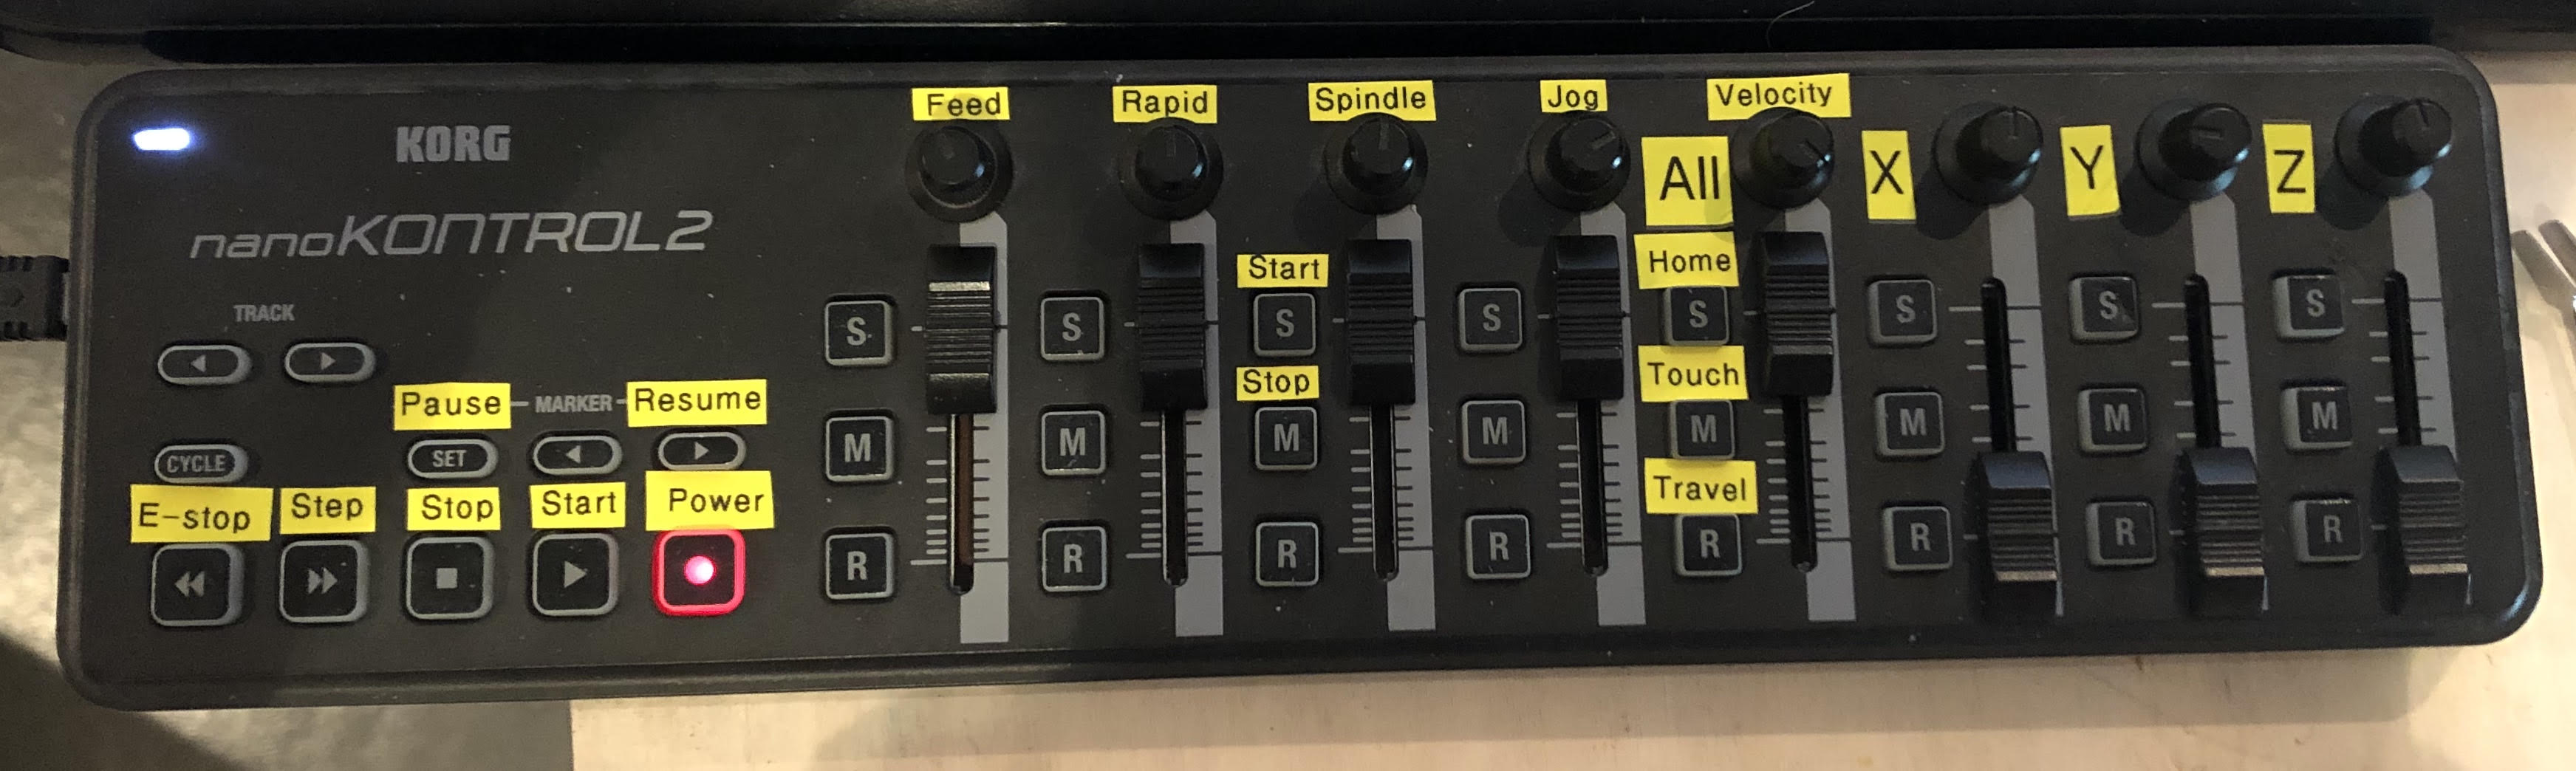 Feed
Rapid
Spindle
Jog
Velocity
KORG
nanoKONTROL2
All
X
Y
Z
Home
Start
TRACK
S
S
S
S
S
S
S
S
Touch
Stop
Pause
MARKER
Resume
M
M
M
M
M
M
M
M
CYCLE
SET
Travel
E-stop
Step
Stop
Start
Power
R
R
R
R
R
R
R
R